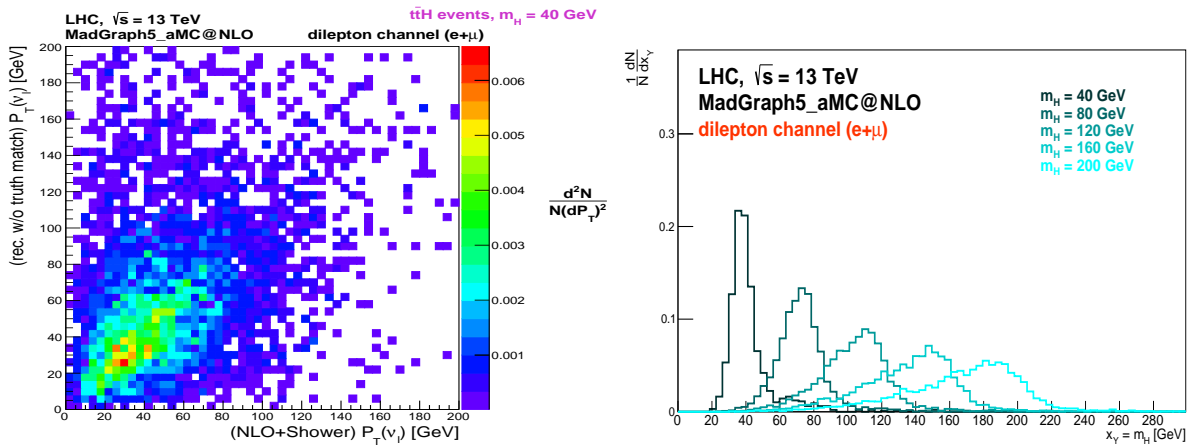 LHC, √s = 13 TeV
tt̄H events, m_H = 40 GeV
MadGraph5_aMC@NLO
dilepton channel (e+μ)
(rec. w/o truth match) P_T(ν_l) [GeV]
200
180
160
140
120
100
80
60
40
20
0
0 20 40 60 80 100 120 140 160 180 200
(NLO+Shower) P_T(ν_l) [GeV]
0.006
0.005
0.004
0.003
0.002
0.001
d²N
N(dP_T)²
1 dN
N dx_Y
LHC, √s = 13 TeV
MadGraph5_aMC@NLO
dilepton channel (e+μ)
m_H = 40 GeV
m_H = 80 GeV
m_H = 120 GeV
m_H = 160 GeV
m_H = 200 GeV
0.3
0.2
0.1
0
0 20 40 60 80 100 120 140 160 180 200 220 240 260 280
x_Y = m_H [GeV]